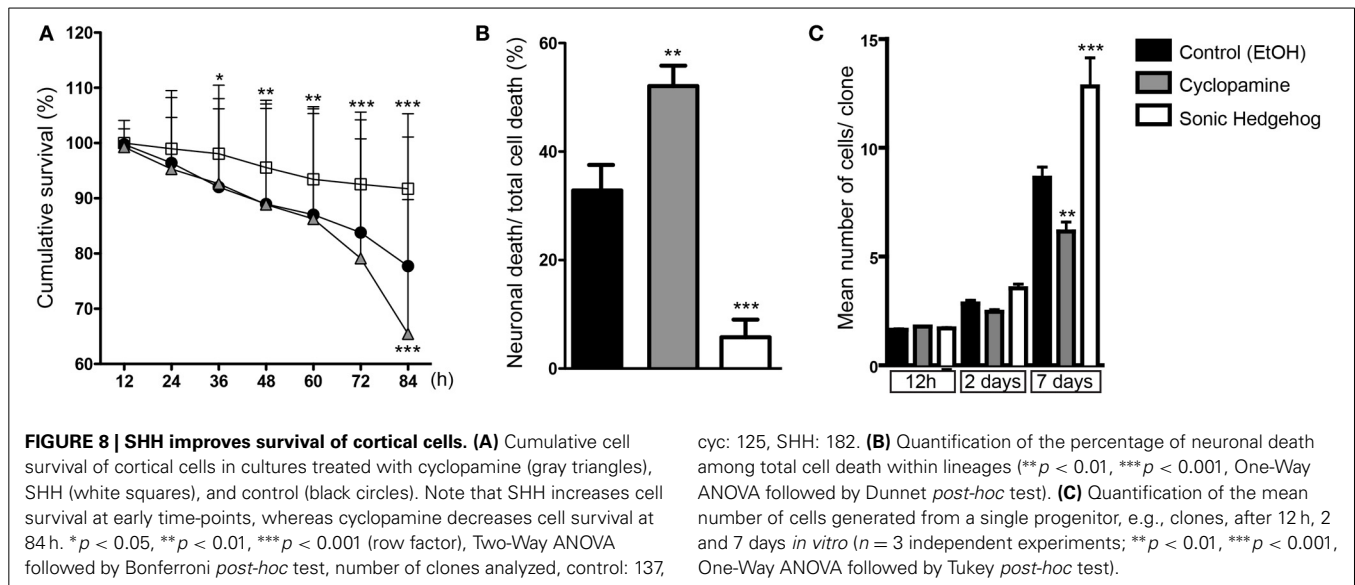 A
Cumulative survival (%)
120
110
100
90
80
70
60
* ** ** *** ***
***
12 24 36 48 60 72 84 (h)
B
Neuronal death/ total cell death (%)
60
40
20
0
**
***
C
Mean number of cells/ clone
15
10
5
0
**
***
12h 2 days 7 days
Control (EtOH)
Cyclopamine
Sonic Hedgehog
FIGURE 8 | SHH improves survival of cortical cells. (A) Cumulative cell
survival of cortical cells in cultures treated with cyclopamine (gray triangles),
SHH (white squares), and control (black circles). Note that SHH increases cell
survival at early time-points, whereas cyclopamine decreases cell survival at
84 h. *p < 0.05, **p < 0.01, ***p < 0.001 (row factor), Two-Way ANOVA
followed by Bonferroni post-hoc test, number of clones analyzed, control: 137,
cyc: 125, SHH: 182. (B) Quantification of the percentage of neuronal death
among total cell death within lineages (**p < 0.01, ***p < 0.001, One-Way
ANOVA followed by Dunnet post-hoc test). (C) Quantification of the mean
number of cells generated from a single progenitor, e.g., clones, after 12 h, 2
and 7 days in vitro (n = 3 independent experiments; **p < 0.01, ***p < 0.001,
One-Way ANOVA followed by Tukey post-hoc test).